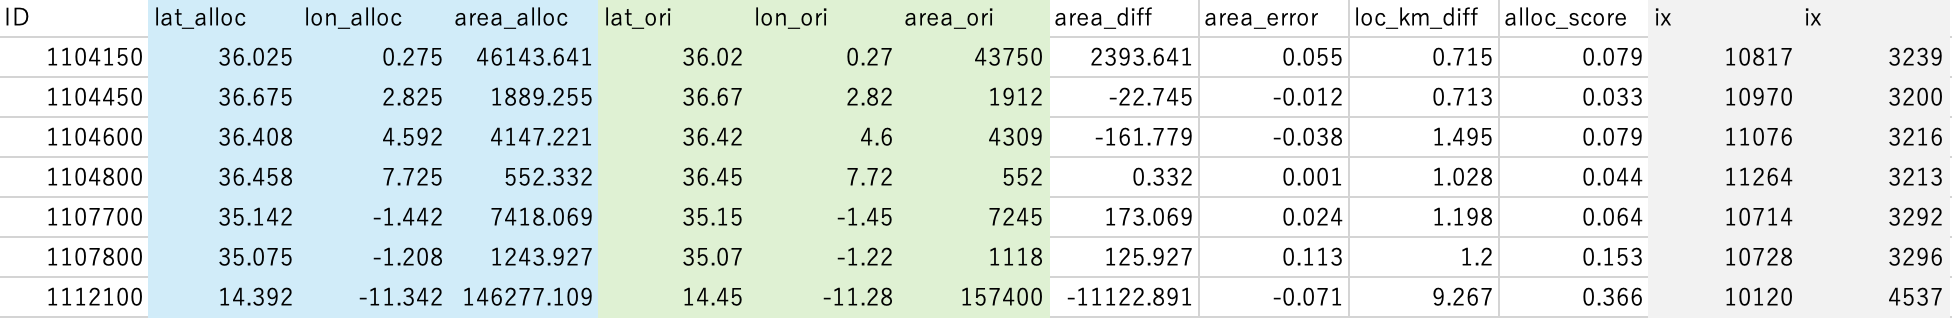 ID lat_alloc lon_alloc area_alloc lat_ori lon_ori area_ori area_diff area_error loc_km_diff alloc_score ix ix
1104150 36.025 0.275 46143.641 36.02 0.27 43750 2393.641 0.055 0.715 0.079 10817 3239
1104450 36.675 2.825 1889.255 36.67 2.82 1912 -22.745 -0.012 0.713 0.033 10970 3200
1104600 36.408 4.592 4147.221 36.42 4.6 4309 -161.779 -0.038 1.495 0.079 11076 3216
1104800 36.458 7.725 552.332 36.45 7.72 552 0.332 0.001 1.028 0.044 11264 3213
1107700 35.142 -1.442 7418.069 35.15 -1.45 7245 173.069 0.024 1.198 0.064 10714 3292
1107800 35.075 -1.208 1243.927 35.07 -1.22 1118 125.927 0.113 1.2 0.153 10728 3296
1112100 14.392 -11.342 146277.109 14.45 -11.28 157400 -11122.891 -0.071 9.267 0.366 10120 4537